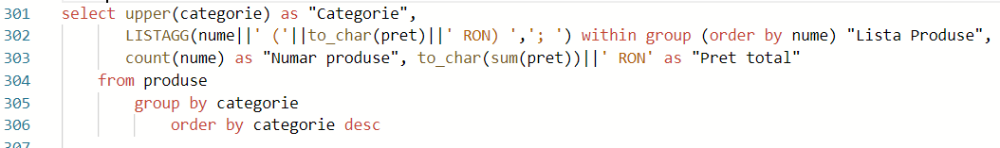 301 select upper(categorie) as "Categorie",
302 LISTAGG(nume||' ('||to_char(pret)||' RON) ','; ') within group (order by nume) "Lista Produse",
303 count(nume) as "Numar produse", to_char(sum(pret))||' RON' as "Pret total"
304 from produse
305 group by categorie
306 order by categorie desc
307